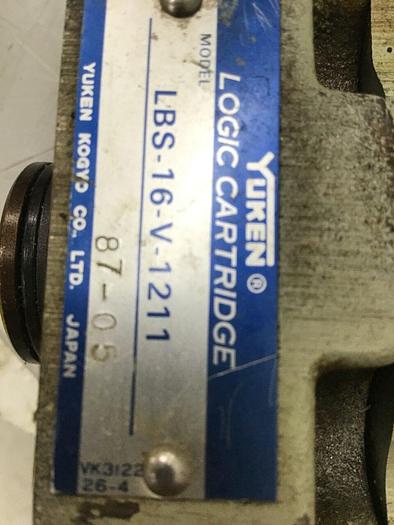 YUKEN ®
LOGIC CARTRIDGE
MODEL
LBS-16-V-1211
87-05
YUKEN KOGYO CO., LTD. JAPAN
VK3122
26-4